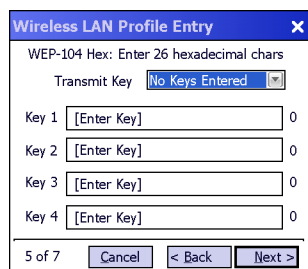 Wireless LAN Profile Entry X
WEP-104 Hex: Enter 26 hexadecimal chars
Transmit Key No Keys Entered
Key 1 [Enter Key] 0
Key 2 [Enter Key] 0
Key 3 [Enter Key] 0
Key 4 [Enter Key] 0
5 of 7 Cancel < Back Next >